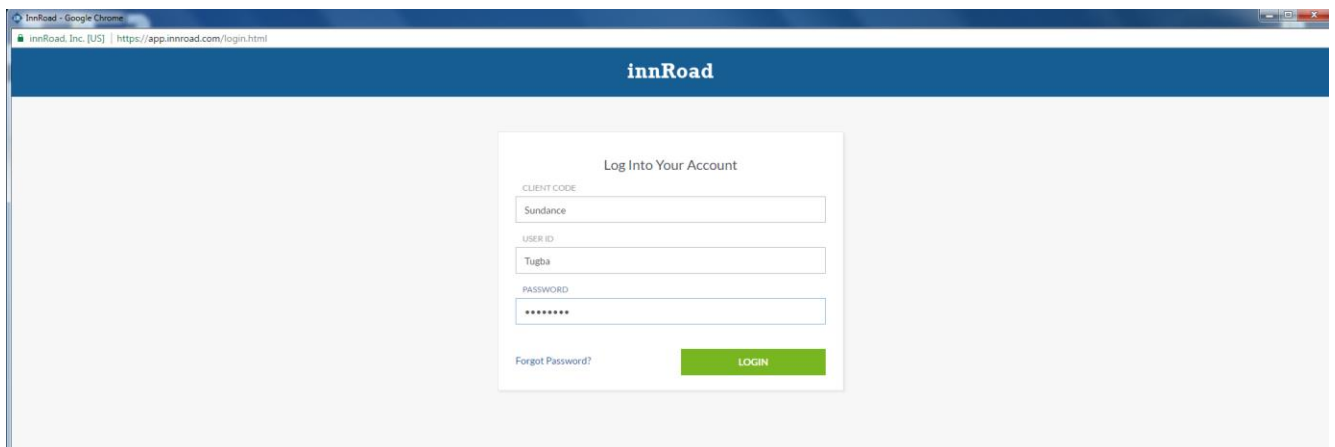 InnRoad - Google Chrome
innRoad, Inc. [US] | https://app.innroad.com/login.html
innRoad
Log Into Your Account
CLIENT CODE
Sundance
USER ID
Tugba
PASSWORD
••••••••
Forgot Password?
LOGIN